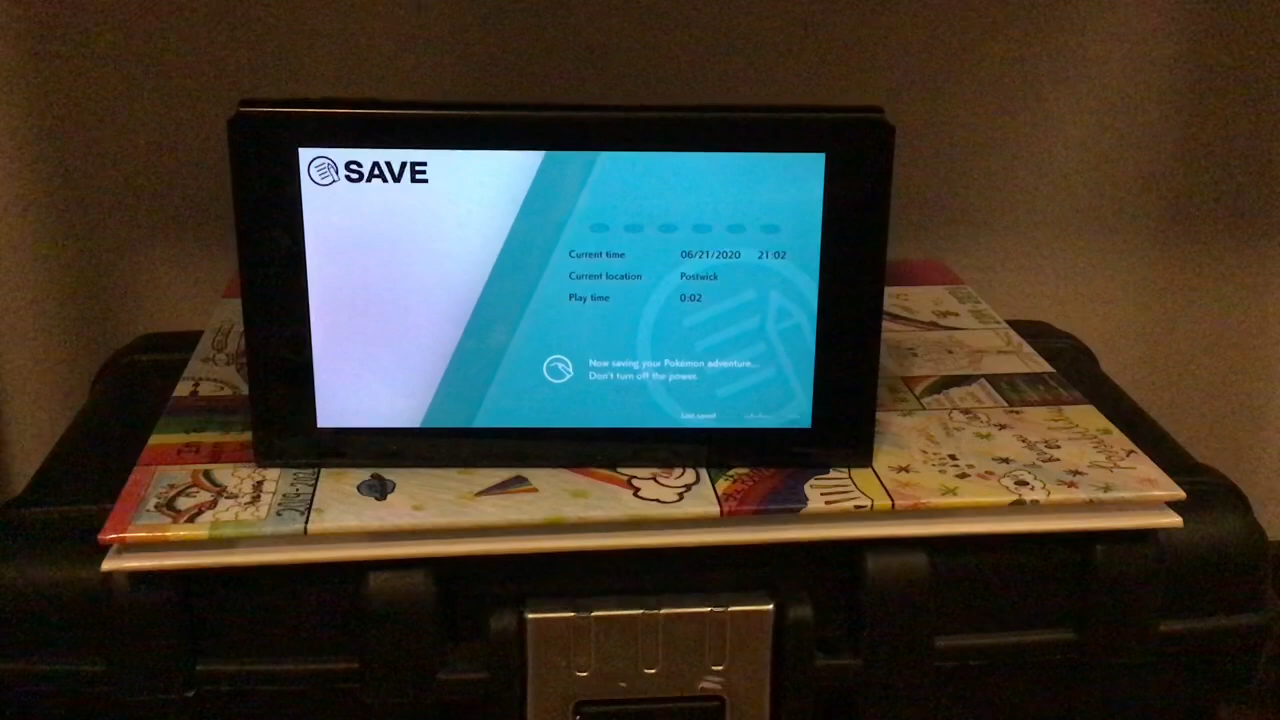 SAVE
Current time 06/21/2020 21:02
Current location Postwick
Play time 0:02
Now saving your Pokémon adventure...
Don't turn off the power.
Last saved